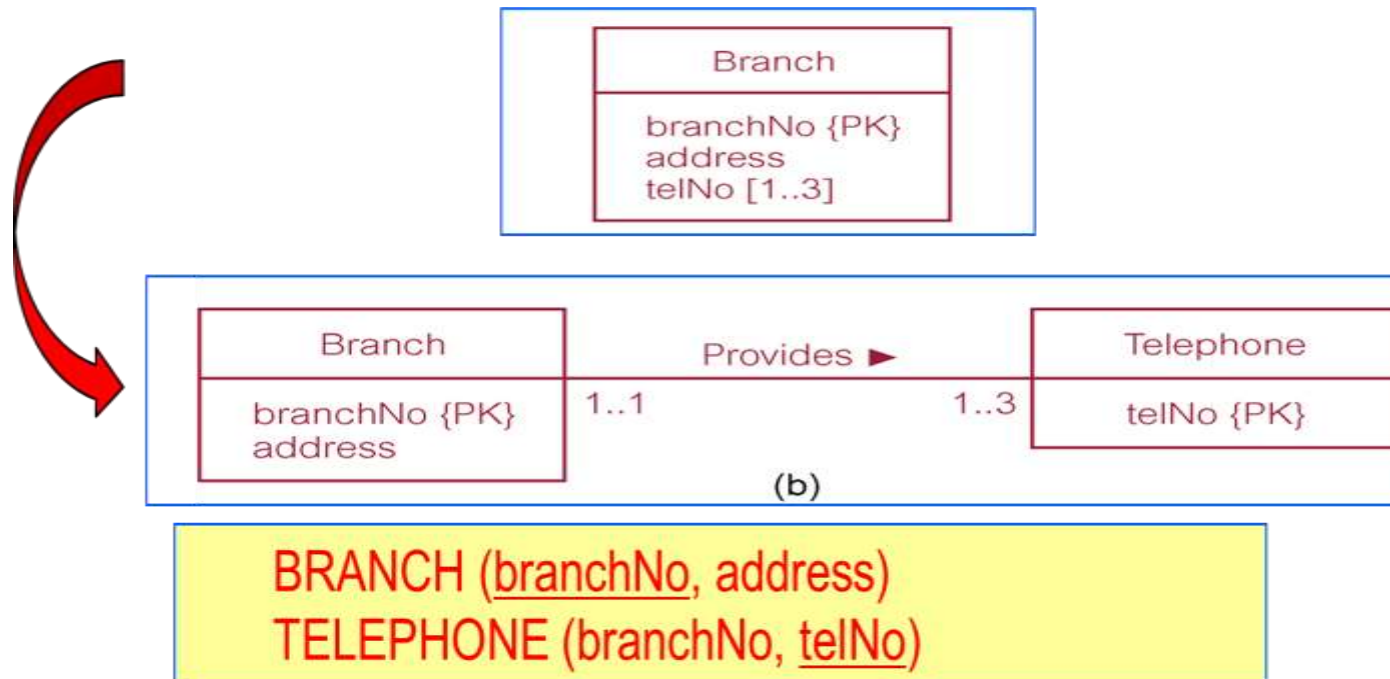 Branch
branchNo {PK}
address
telNo [1..3]
Branch
Provides ►
Telephone
branchNo {PK}
address
1..1
1..3
telNo {PK}
(b)
BRANCH (branchNo, address)
TELEPHONE (branchNo, telNo)